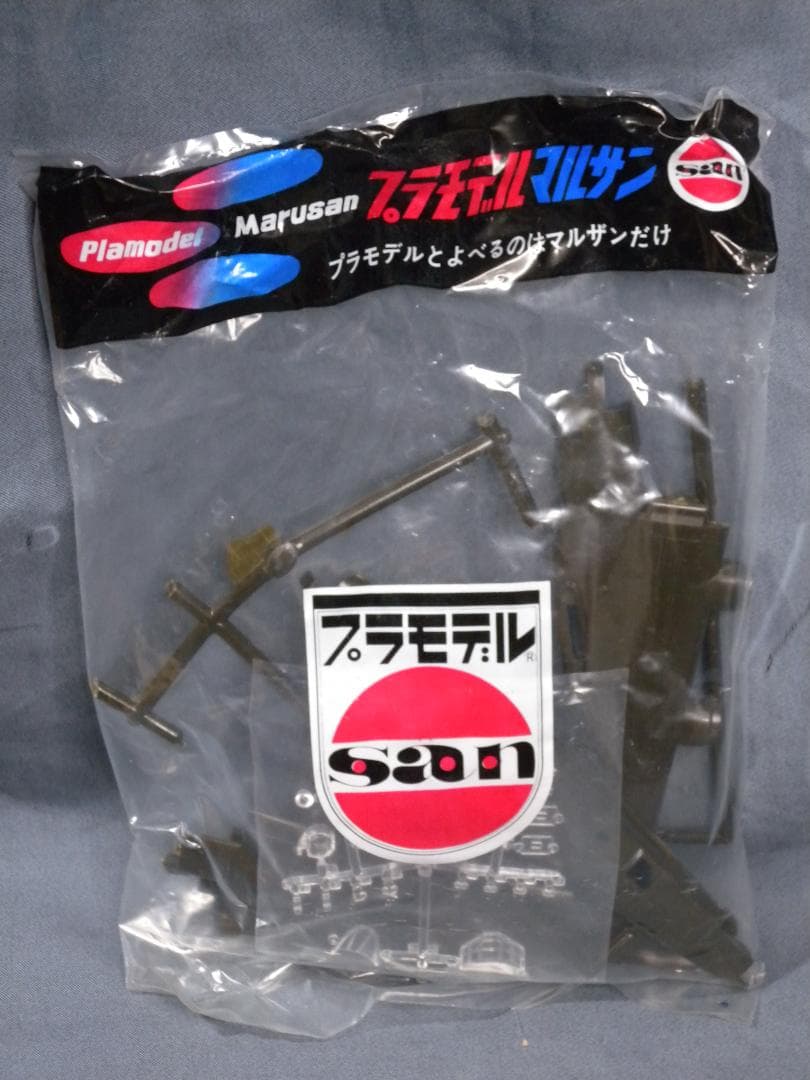 Plamodel Marusan プラモデルマルサン san
プラモデルとよべるのはマルザンだけ
プラモデル
R
san